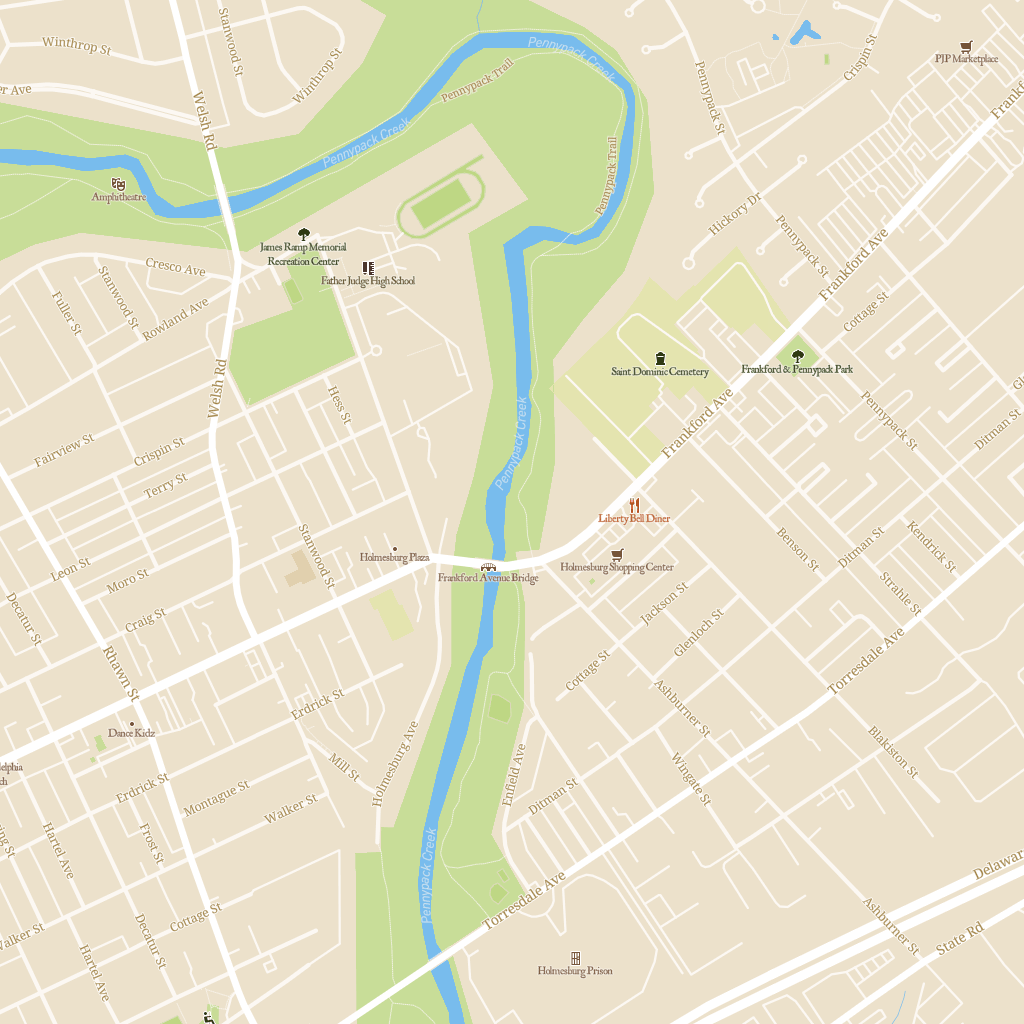 Stanwood St
Winthrop St
Winthrop St
Welsh Rd
Pennypack Trail
Pennypack Creek
Crispin St
PJP Marketplace
Pennypack St
Pennypack Creek
Pennypack Trail
Amphitheatre
Hickory Dr
Pennypack St
Frankford Ave
James Ramp Memorial
Recreation Center
Father Judge High School
Cresco Ave
Stanwood St
Fuller St
Rowland Ave
Cottage St
Saint Dominic Cemetery
Frankford & Pennypack Park
Welsh Rd
Hess St
Frankford Ave
Pennypack St
Ditman St
Pennypack Creek
Fairview St
Crispin St
Terry St
Liberty Bell Diner
Holmesburg Plaza
Frankford Avenue Bridge
Holmesburg Shopping Center
Stanwood St
Benson St
Ditman St
Kendrick St
Strahle St
Leon St
Moro St
Craig St
Decatur St
Jackson St
Glenloch St
Cottage St
Torresdale Ave
Rhawn St
Erdrick St
Ashburner St
Dance Kidz
Mill St
Holmesburg Ave
Enfield Ave
Wingate St
Blakiston St
Erdrick St
Montague St
Walker St
Ditman St
Frost St
Hartel Ave
Pennypack Creek
Torresdale Ave
Cottage St
Decatur St
Walker St
Hartel Ave
Ashburner St
State Rd
Holmesburg Prison